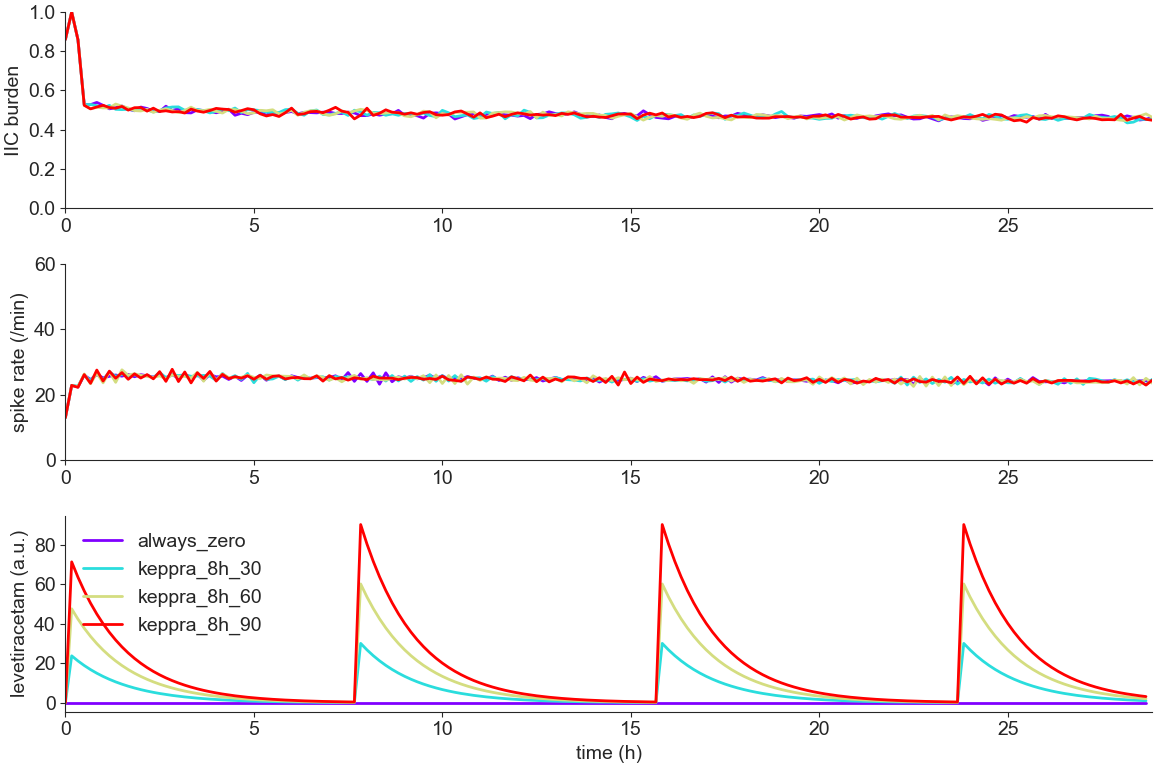 IIC burden
1.0
0.8
0.6
0.4
0.2
0.0
0 5 10 15 20 25
spike rate (/min)
60
40
20
0
0 5 10 15 20 25
levetiracetam (a.u.)
80
60
40
20
0
always_zero
keppra_8h_30
keppra_8h_60
keppra_8h_90
0 5 10 15 20 25
time (h)